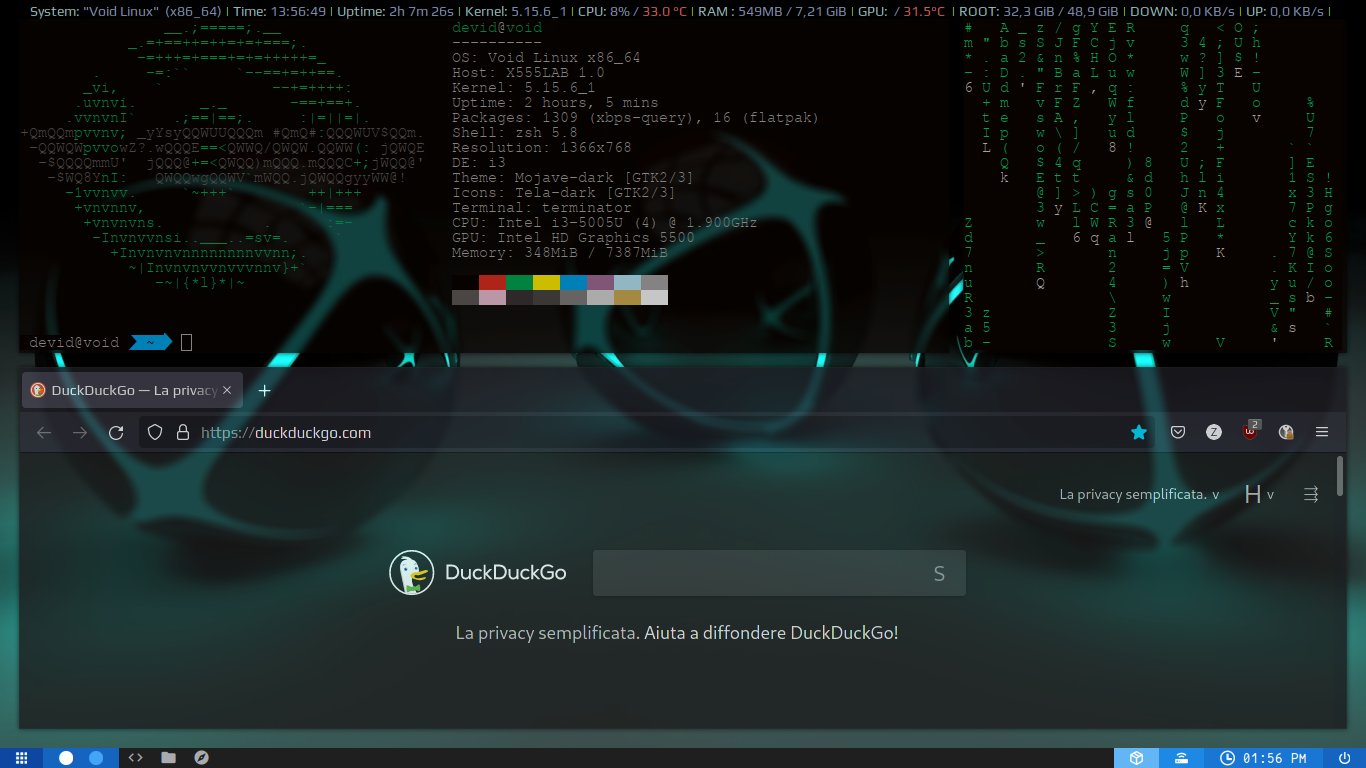 System: "Void Linux" (x86_64) | Time: 13:56:49 | Uptime: 2h 7m 26s | Kernel: 5.15.6_1 | CPU: 8% / 33.0 °C | RAM : 549MB / 7,21 GiB | GPU: / 31.5°C | ROOT: 32,3 GiB / 48,9 GiB | DOWN: 0,0 KB/s | UP: 0,0 KB/s |
devid@void
----------
OS: Void Linux x86_64
Host: X555LAB 1.0
Kernel: 5.15.6_1
Uptime: 2 hours, 5 mins
Packages: 1309 (xbps-query), 16 (flatpak)
Shell: zsh 5.8
Resolution: 1366x768
DE: i3
Theme: Mojave-dark [GTK2/3]
Icons: Tela-dark [GTK2/3]
Terminal: terminator
CPU: Intel i3-5005U (4) @ 1.900GHz
GPU: Intel HD Graphics 5500
Memory: 348MiB / 7387MiB
devid@void ~
DuckDuckGo — La privacy
https://duckduckgo.com
Z
2
La privacy semplificata. v
H v
DuckDuckGo
S
La privacy semplificata. Aiuta a diffondere DuckDuckGo!
01:56 PM